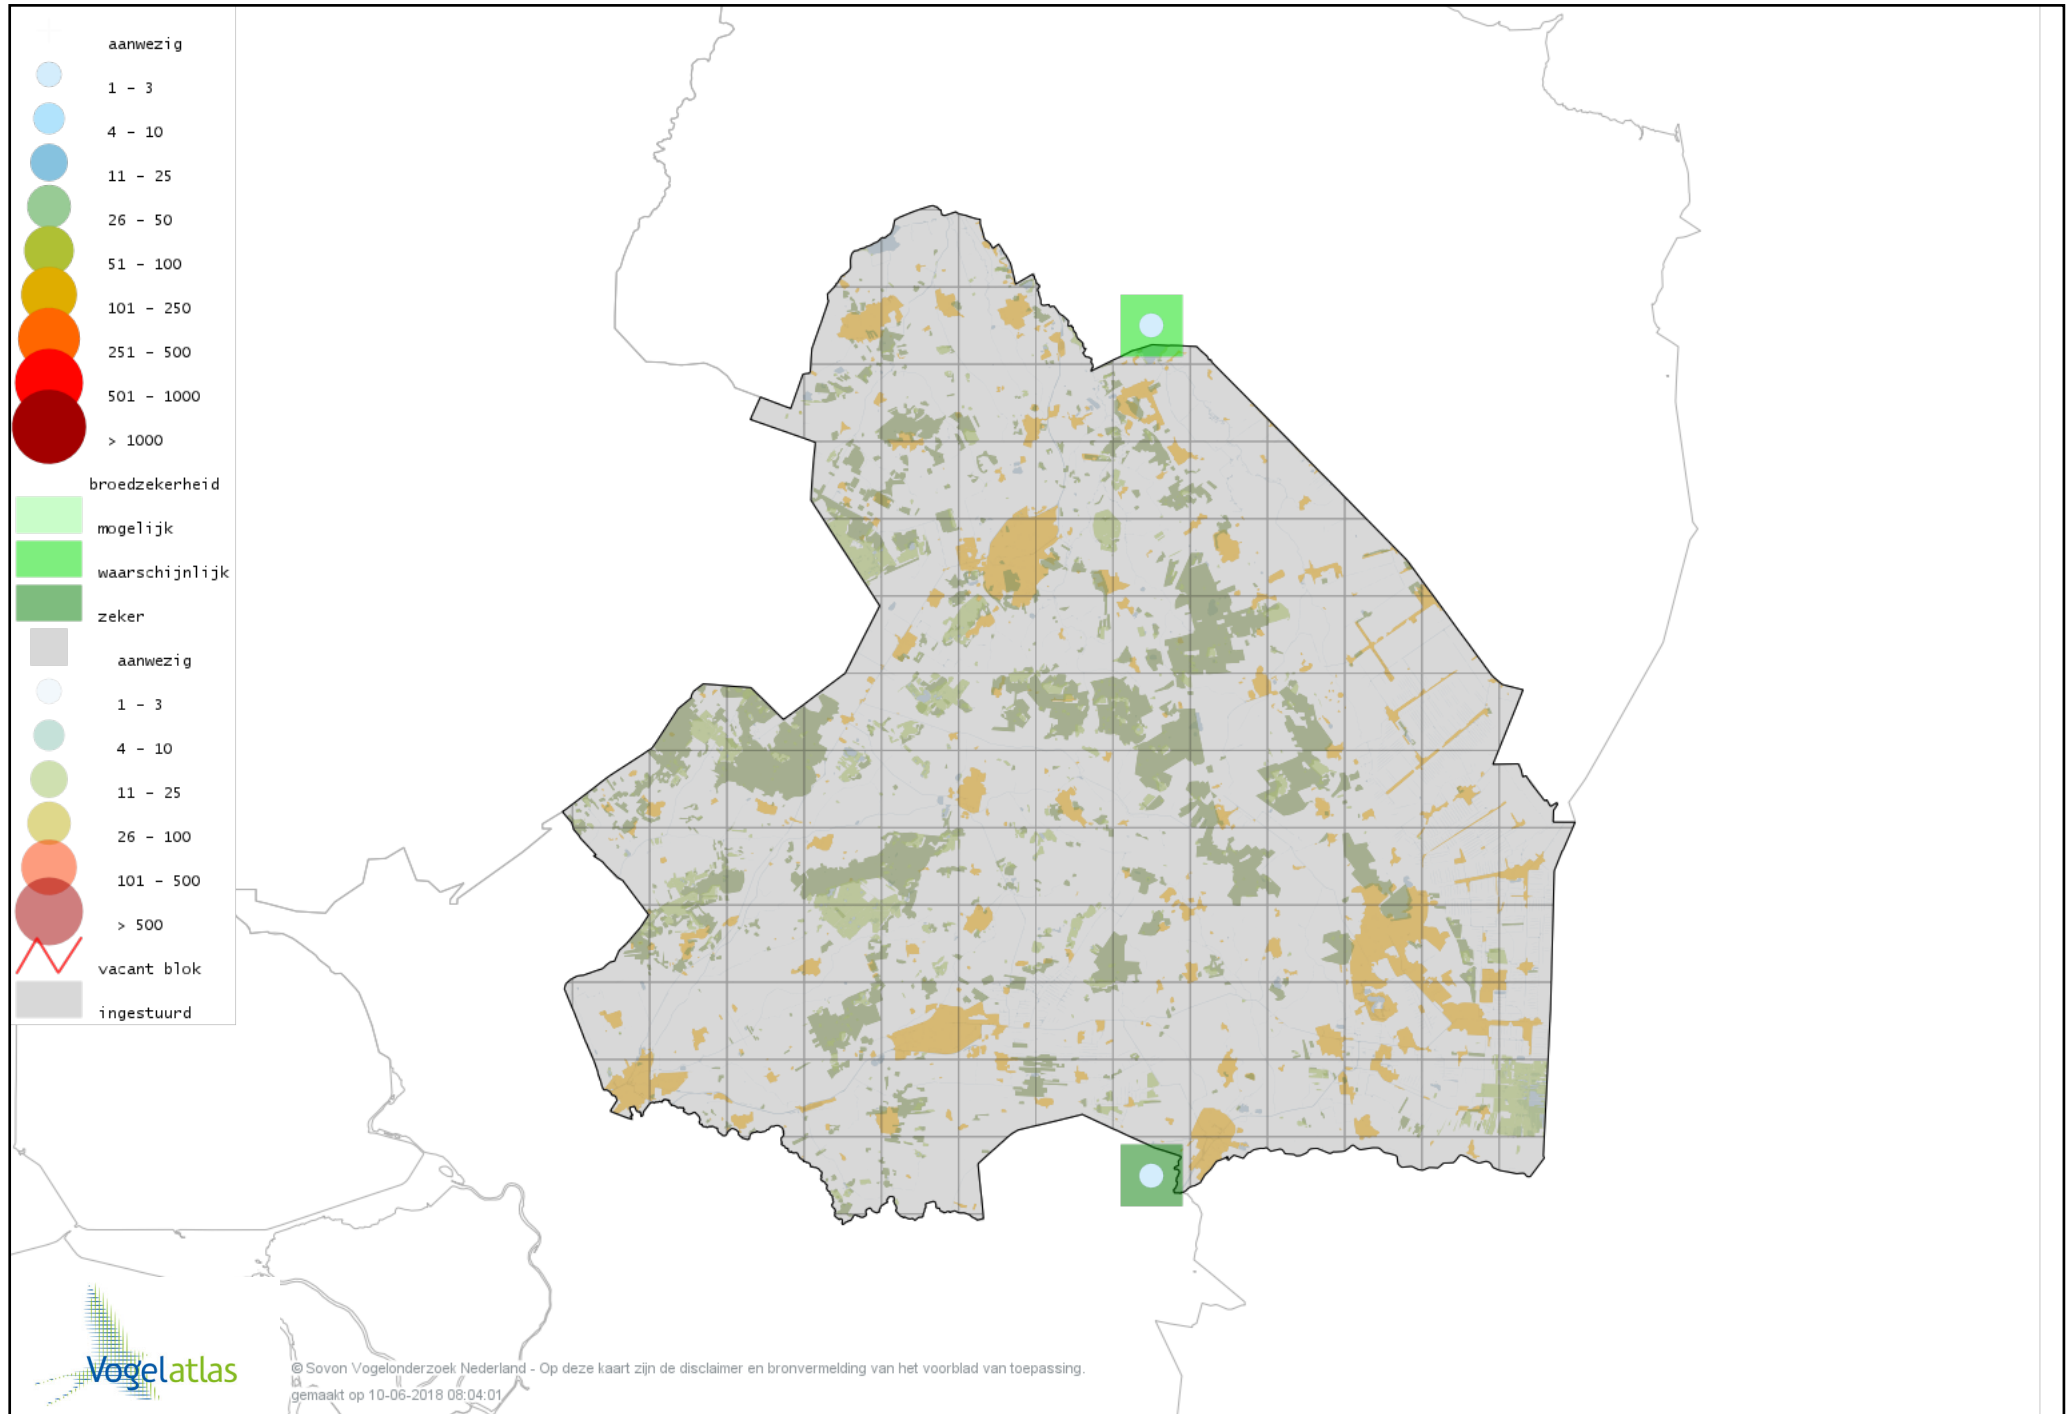 aanwezig
1 - 3
4 - 10
11 - 25
26 - 50
51 - 100
101 - 250
251 - 500
501 - 1000
> 1000
broedzekerheid
mogelijk
waarschijnlijk
zeker
aanwezig
1 - 3
4 - 10
11 - 25
26 - 100
101 - 500
> 500
vacant blok
ingestuurd
Vogelatlas
© Sovon Vogelonderzoek Nederland - Op deze kaart zijn de disclaimer en bronvermelding van het voorblad van toepassing.
gemaakt op 10-06-2018 08:04:01